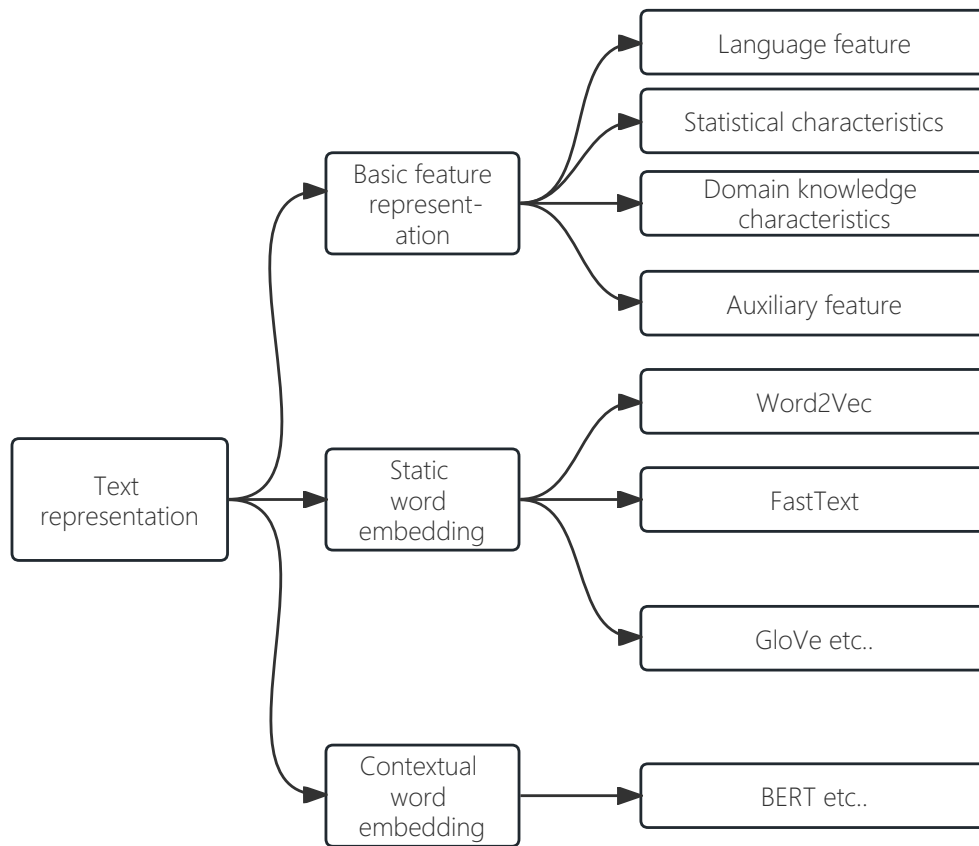 Language feature
Statistical characteristics
Basic feature
represent-
ation
Domain knowledge
characteristics
Auxiliary feature
Word2Vec
Text
representation
Static
word
embedding
FastText
GloVe etc..
Contextual
word
embedding
BERT etc..